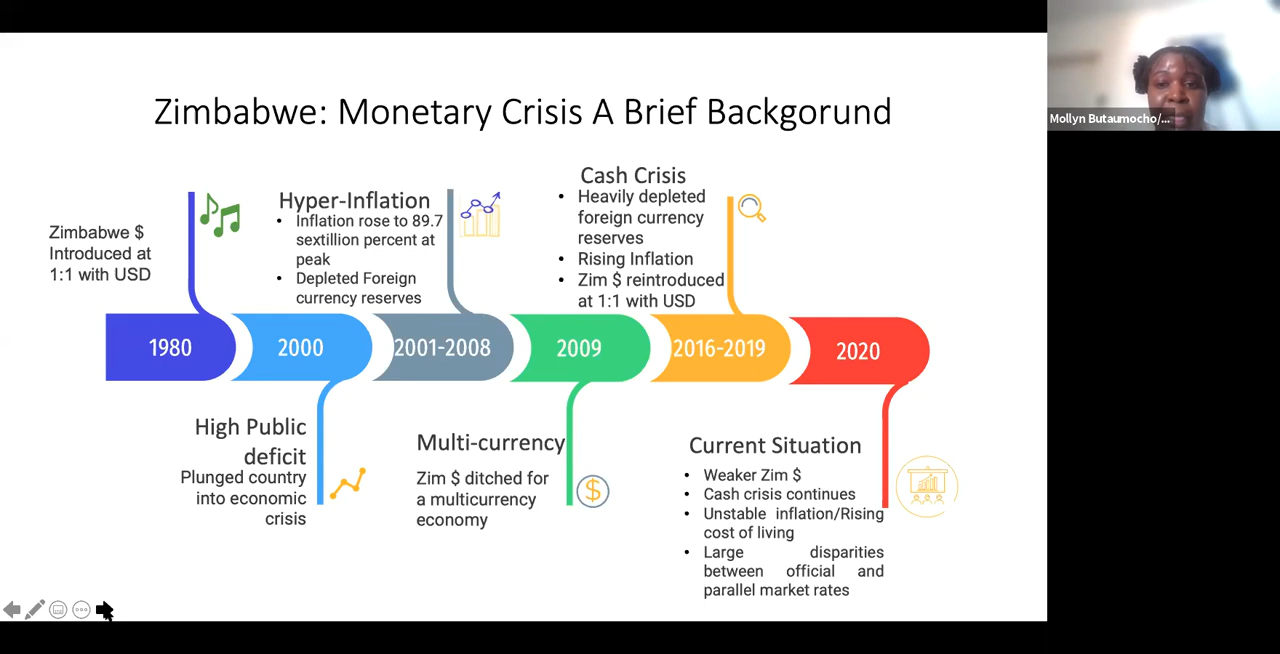 Zimbabwe: Monetary Crisis A Brief Backgorund
Mollyn Butaumocho/...
Zimbabwe $
Introduced at
1:1 with USD
Hyper-Inflation
• Inflation rose to 89.7
sextillion percent at
peak
• Depleted Foreign
currency reserves
Cash Crisis
• Heavily depleted
foreign currency
reserves
• Rising Inflation
• Zim $ reintroduced
at 1:1 with USD
1980
2000
2001-2008
2009
2016-2019
2020
High Public
deficit
Plunged country
into economic
crisis
Multi-currency
Zim $ ditched for
a multicurrency
economy
Current Situation
• Weaker Zim $
• Cash crisis continues
• Unstable inflation/Rising
cost of living
• Large disparities
between official and
parallel market rates